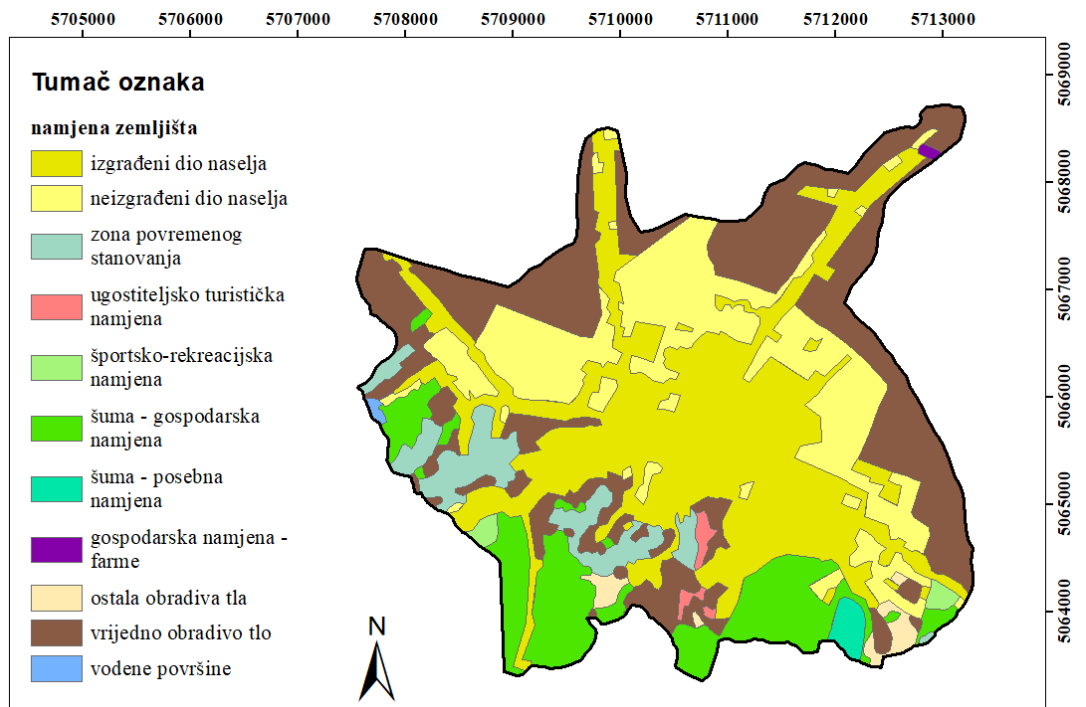 5705000 5706000 5707000 5708000 5709000 5710000 5711000 5712000 5713000
Tumač oznaka
namjena zemljišta
izgrađeni dio naselja
neizgrađeni dio naselja
zona povremenog
stanovanja
ugostiteljsko turistička
namjena
športsko-rekreacijska
namjena
šuma - gospodarska
namjena
šuma - posebna
namjena
gospodarska namjena -
farme
ostala obradiva tla
vrijedno obradivo tlo
vodene površine
N
5069000
5068000
5067000
5066000
5065000
5064000